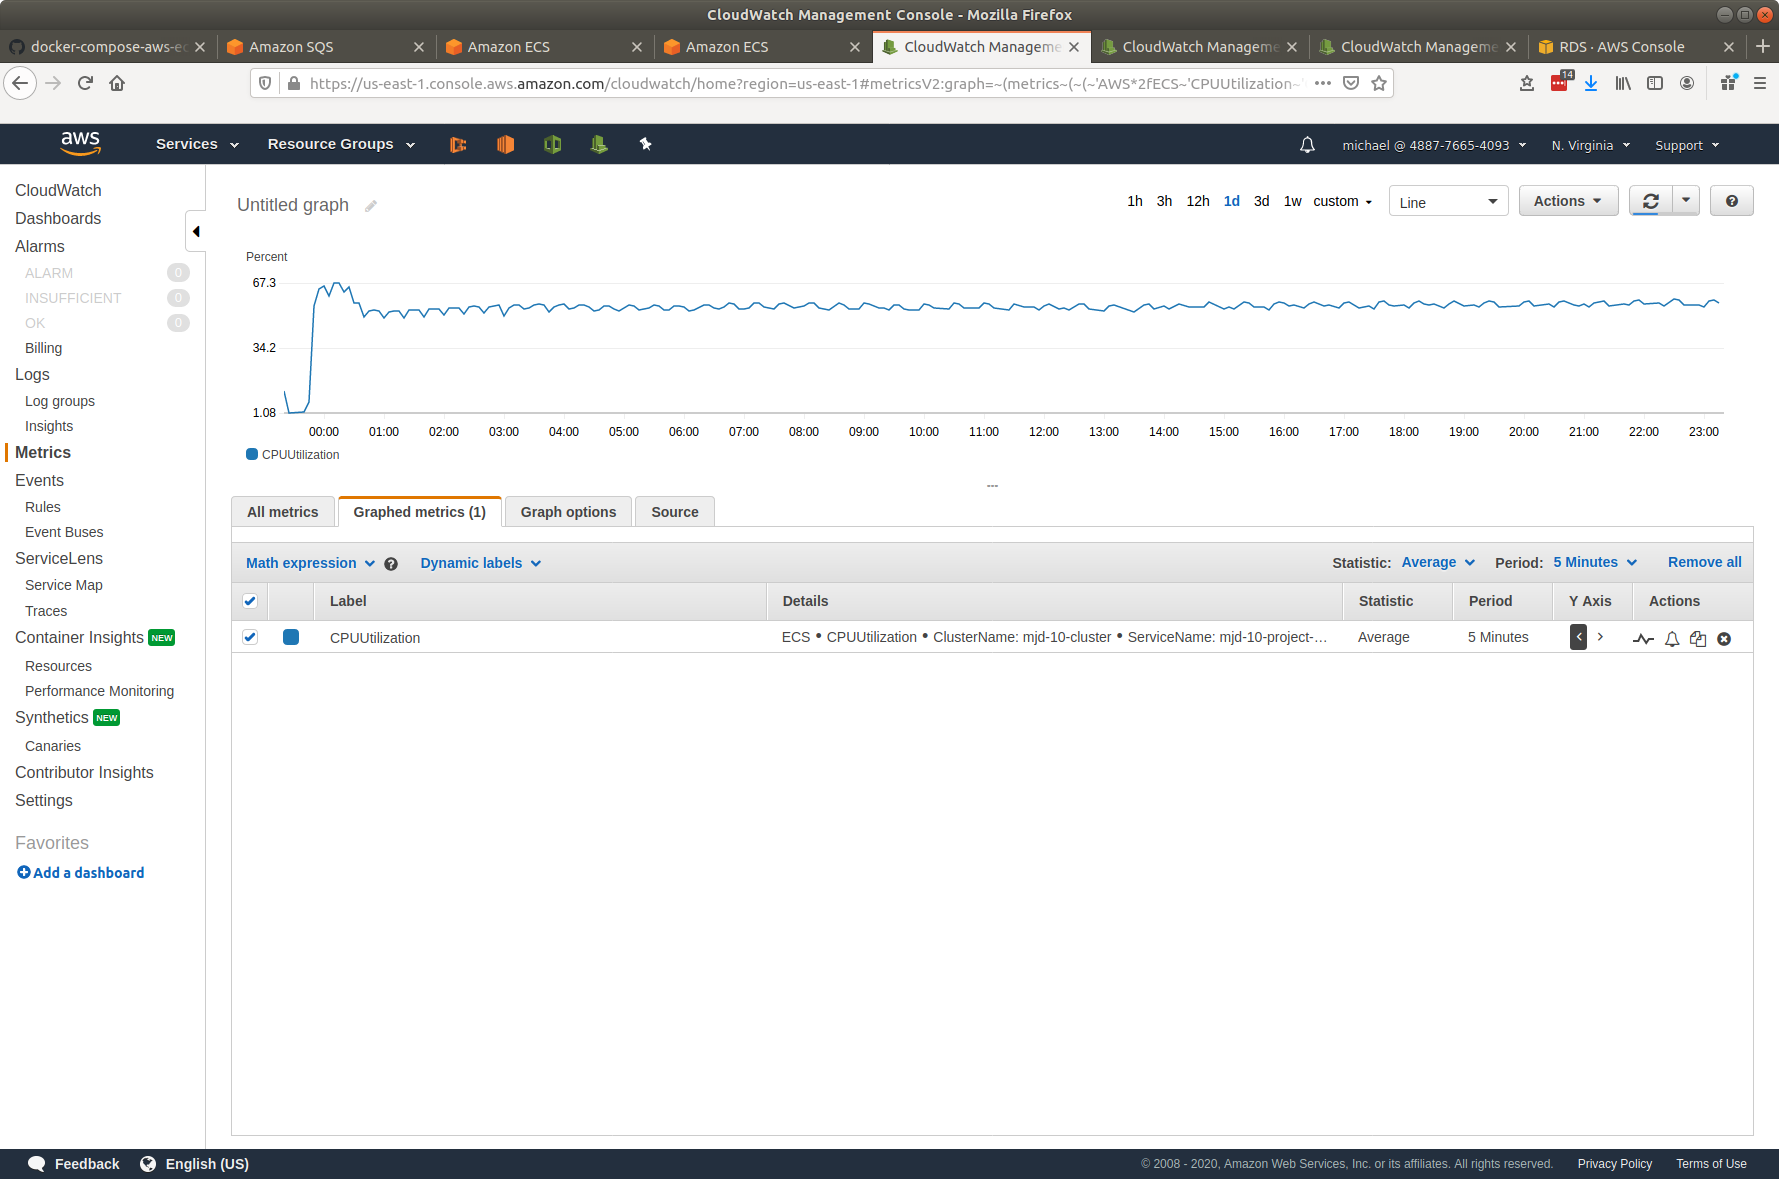 CloudWatch Management Console - Mozilla Firefox
docker-compose-aws-ec
Amazon SQS
Amazon ECS
Amazon ECS
CloudWatch Manageme
CloudWatch Manageme
CloudWatch Manageme
RDS · AWS Console
https://us-east-1.console.aws.amazon.com/cloudwatch/home?region=us-east-1#metricsV2:graph=~(metrics~(~(~'AWS*2fECS~'CPUUtilization~'
14
aws
Services
Resource Groups
michael @ 4887-7665-4093
N. Virginia
Support
CloudWatch
Dashboards
Alarms
ALARM 0
INSUFFICIENT 0
OK 0
Billing
Logs
Log groups
Insights
Metrics
Events
Rules
Event Buses
ServiceLens
Service Map
Traces
Container Insights NEW
Resources
Performance Monitoring
Synthetics NEW
Canaries
Contributor Insights
Settings
Favorites
Add a dashboard
Untitled graph
1h 3h 12h 1d 3d 1w custom
Line
Actions
Percent
67.3
34.2
1.08
00:00 01:00 02:00 03:00 04:00 05:00 06:00 07:00 08:00 09:00 10:00 11:00 12:00 13:00 14:00 15:00 16:00 17:00 18:00 19:00 20:00 21:00 22:00 23:00
CPUUtilization
All metrics
Graphed metrics (1)
Graph options
Source
Math expression
Dynamic labels
Statistic: Average
Period: 5 Minutes
Remove all
Label Details Statistic Period Y Axis Actions
CPUUtilization ECS • CPUUtilization • ClusterName: mjd-10-cluster • ServiceName: mjd-10-project-... Average 5 Minutes
Feedback
English (US)
© 2008 - 2020, Amazon Web Services, Inc. or its affiliates. All rights reserved.
Privacy Policy
Terms of Use